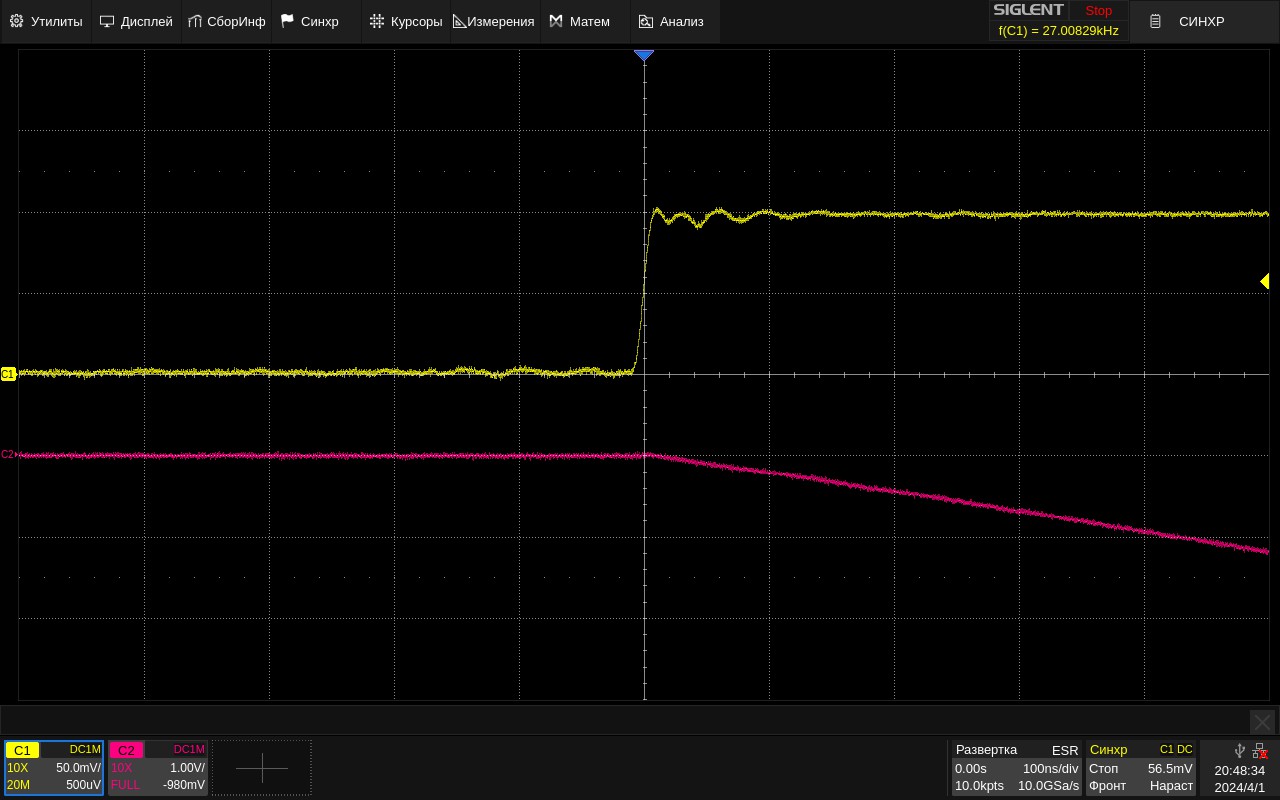 Утилиты Дисплей СборИнф Синхр Курсоры Измерения Матем Анализ SIGLENT Stop СИНХР
f(C1) = 27.00829kHz
C1
C2
C1 DC1M C2 DC1M Развертка ESR Синхр C1 DC
10X 50.0mV/ 10X 1.00V/ 0.00s 100ns/div Стоп 56.5mV 20:48:34
20M 500uV FULL -980mV 10.0kpts 10.0GSa/s Фронт Нараст 2024/4/1